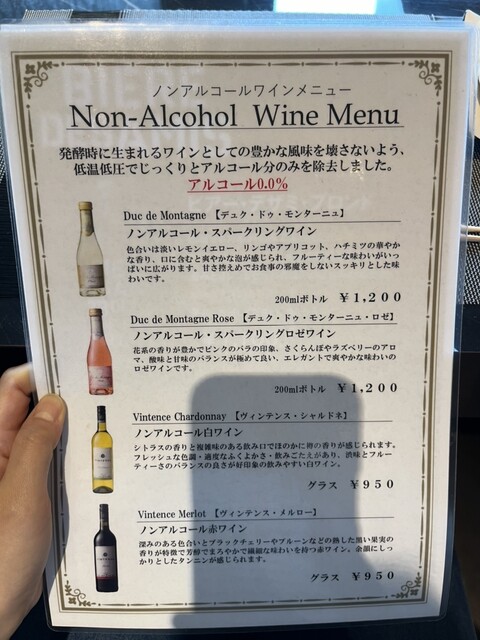 ノンアルコールワインメニュー
Non-Alcohol Wine Menu
発酵時に生まれるワインとしての豊かな風味を壊さないよう、
低温低圧でじっくりとアルコール分のみを除去しました。
アルコール0.0%
Duc de Montagne 【デュク・ドゥ・モンターニュ】
ノンアルコール・スパークリングワイン
色合いは淡いレモンイエロー、リンゴやアプリコット、ハチミツの華やか
な香り、口に含むと爽やかな泡が感じられ、フルーティーな味わいがいっ
ぱいに広がります。甘さ控えめでお食事の邪魔をしないスッキリとした味
わいです。
200mlボトル ¥1,200
Duc de Montagne Rose 【デュク・ドゥ・モンターニュ・ロゼ】
ノンアルコール・スパークリングロゼワイン
花系の香りが豊かでピンクのバラの印象、さくらんぼやラズベリーのアロ
マ、酸味と甘味のバランスが極めて良い、エレガントで爽やかな味わいの
ロゼワインです。
200mlボトル ¥1,200
Vintence Chardonnay 【ヴィンテンス・シャルドネ】
ノンアルコール白ワイン
シトラスの香りと複雑味のある飲み口でほのかに樽の香りが感じられます。
フレッシュな色調・適度なふくよかさ・飲みごたえがあり、渋味とフルー
ティーさのバランスの良さが好印象の飲みやすい白ワイン。
グラス ¥950
Vintence Merlot 【ヴィンテンス・メルロー】
ノンアルコール赤ワイン
深みのある色合いとブラックチェリーやプルーンなどの熟した黒い果実の
香りが特徴で芳醇でまろやかで繊細な味わいを持つ赤ワイン。余韻にしっ
かりとしたタンニンが感じられます。
グラス ¥950